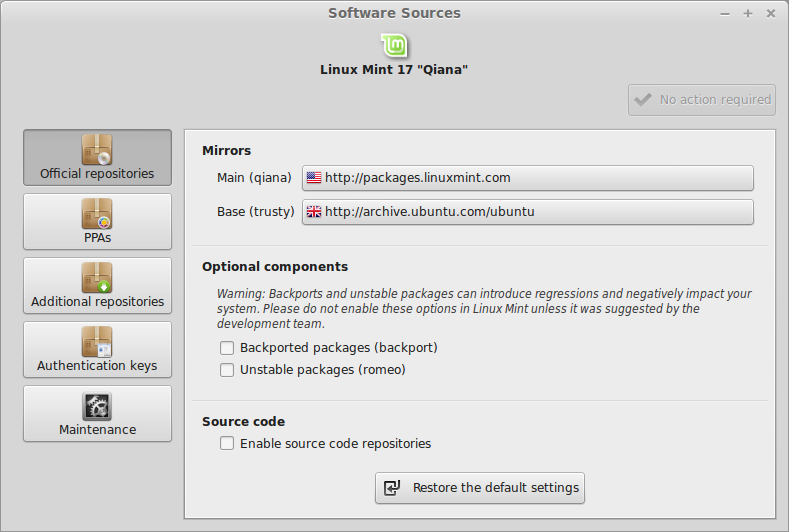 Software Sources
Linux Mint 17 "Qiana"
No action required
Official repositories
PPAs
Additional repositories
Authentication keys
Maintenance
Mirrors
Main (qiana) http://packages.linuxmint.com
Base (trusty) http://archive.ubuntu.com/ubuntu
Optional components
Warning: Backports and unstable packages can introduce regressions and negatively impact your
system. Please do not enable these options in Linux Mint unless it was suggested by the
development team.
Backported packages (backport)
Unstable packages (romeo)
Source code
Enable source code repositories
Restore the default settings